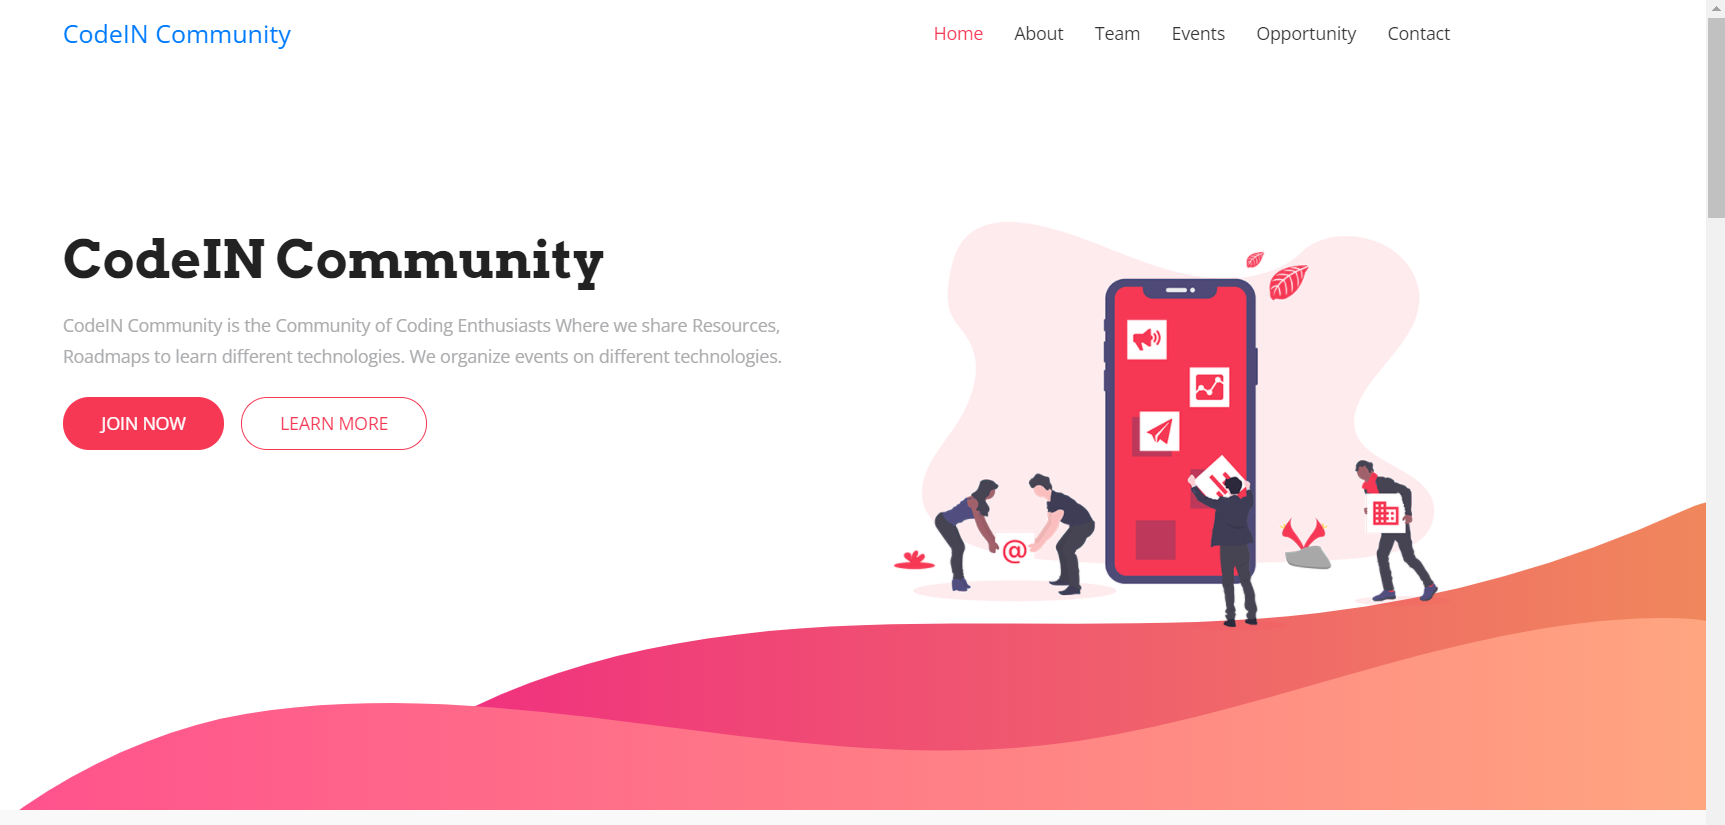 CodeIN Community
Home About Team Events Opportunity Contact
CodeIN Community
CodeIN Community is the Community of Coding Enthusiasts Where we share Resources,
Roadmaps to learn different technologies. We organize events on different technologies.
JOIN NOW LEARN MORE
@